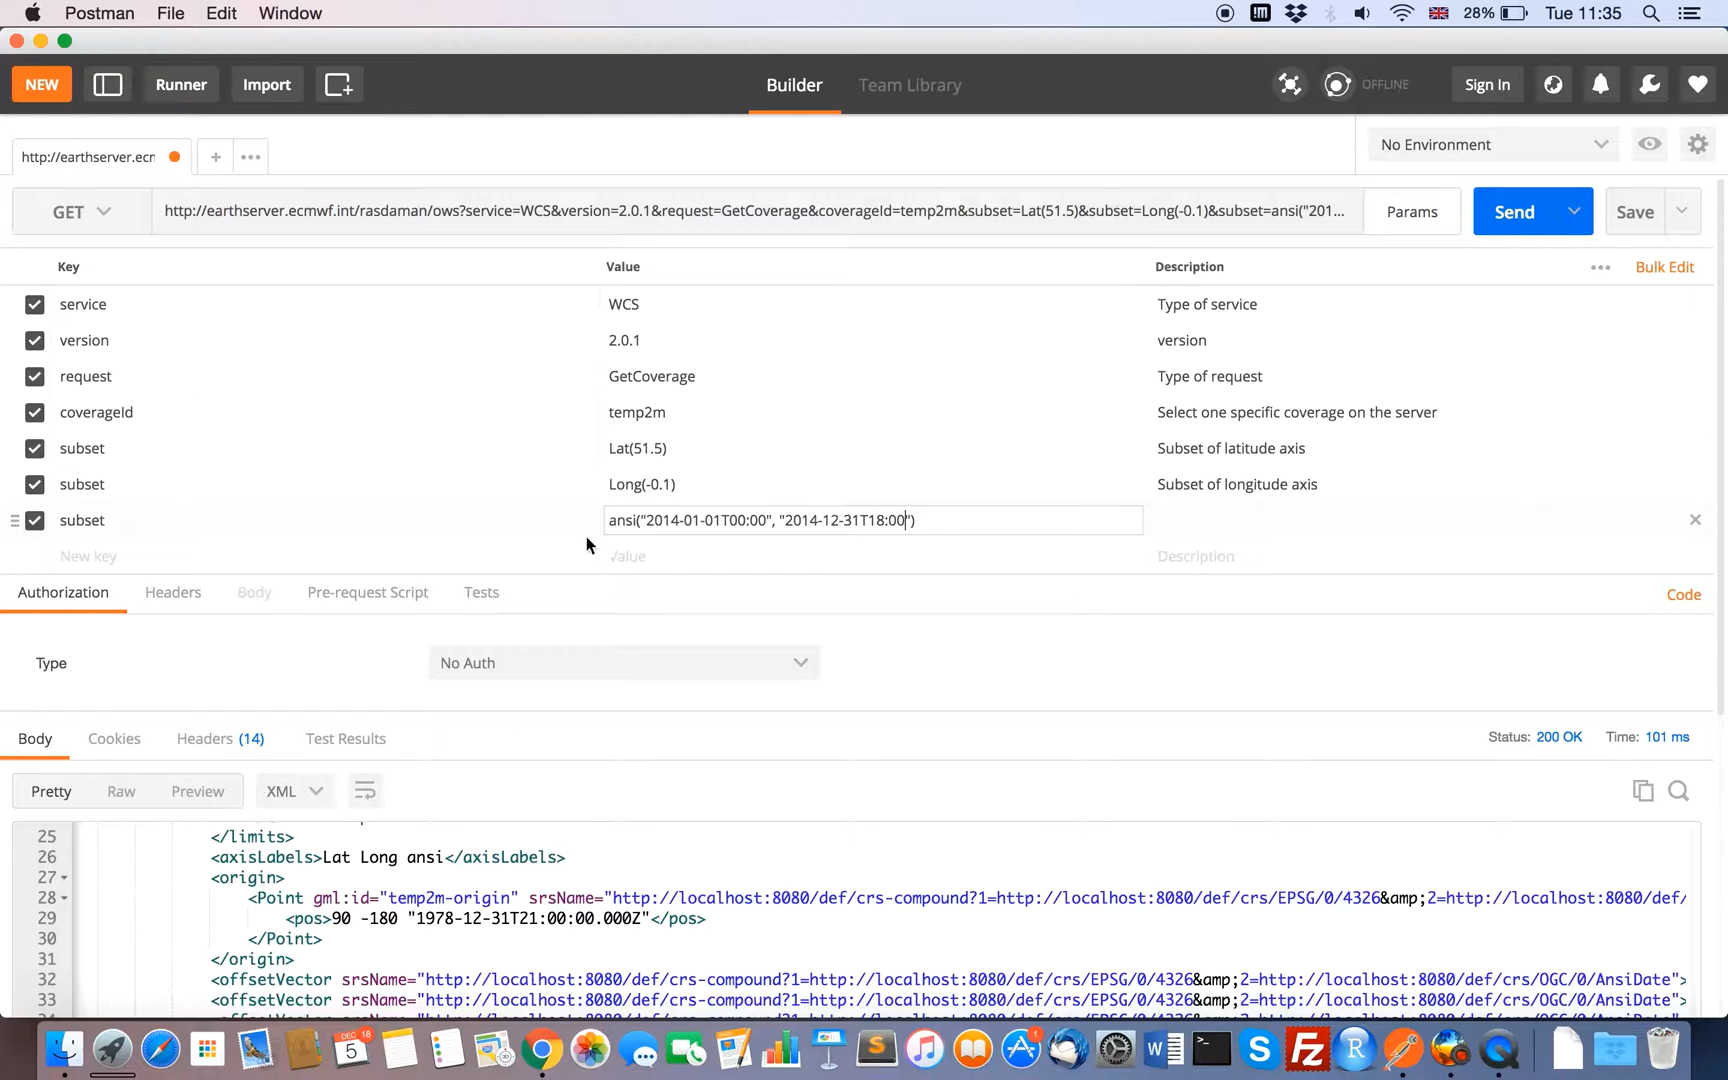 Postman File Edit Window 28% Tue 11:35
NEW Runner Import Builder Team Library OFFLINE Sign In
http://earthserver.ecm No Environment
GET http://earthserver.ecmwf.int/rasdaman/ows?service=WCS&version=2.0.1&request=GetCoverage&coverageId=temp2m&subset=Lat(51.5)&subset=Long(-0.1)&subset=ansi("201... Params Send Save
Key Value Description Bulk Edit
service WCS Type of service
version 2.0.1 version
request GetCoverage Type of request
coverageId temp2m Select one specific coverage on the server
subset Lat(51.5) Subset of latitude axis
subset Long(-0.1) Subset of longitude axis
subset ansi("2014-01-01T00:00", "2014-12-31T18:00")
New key Value Description
Authorization Headers Body Pre-request Script Tests Code
Type No Auth
Body Cookies Headers (14) Test Results Status: 200 OK Time: 101 ms
Pretty Raw Preview XML
25 </limits>
26 <axisLabels>Lat Long ansi</axisLabels>
27 <origin>
28 <Point gml:id="temp2m-origin" srsName="http://localhost:8080/def/crs-compound?1=http://localhost:8080/def/crs/EPSG/0/4326&amp;2=http://localhost:8080/def/
29 <pos>90 -180 "1978-12-31T21:00:00.000Z"</pos>
30 </Point>
31 </origin>
32 <offsetVector srsName="http://localhost:8080/def/crs-compound?1=http://localhost:8080/def/crs/EPSG/0/4326&amp;2=http://localhost:8080/def/crs/OGC/0/AnsiDate">
33 <offsetVector srsName="http://localhost:8080/def/crs-compound?1=http://localhost:8080/def/crs/EPSG/0/4326&amp;2=http://localhost:8080/def/crs/OGC/0/AnsiDate">
DEC 5 18 1